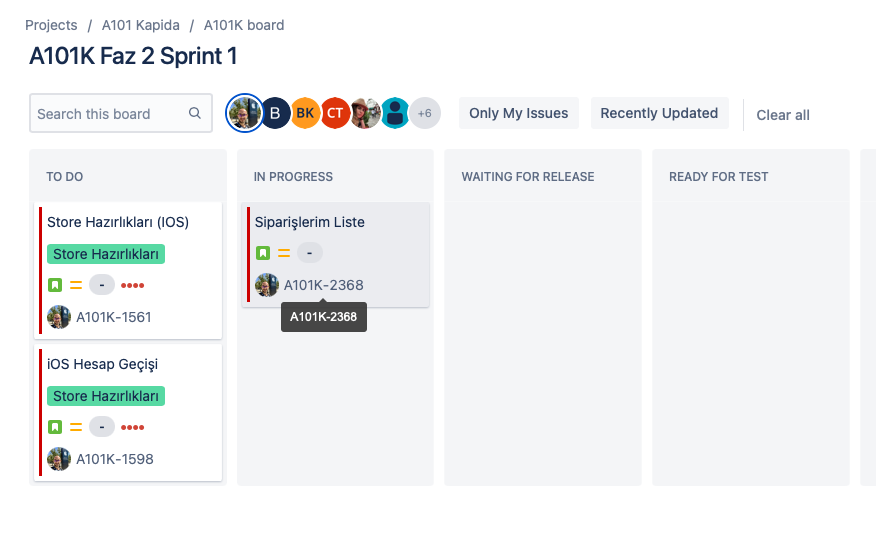 Projects / A101 Kapida / A101K board
A101K Faz 2 Sprint 1
Search this board
B
BK
CT
+6
Only My Issues
Recently Updated
Clear all
TO DO
Store Hazırlıkları (IOS)
Store Hazırlıkları
-
A101K-1561
iOS Hesap Geçişi
Store Hazırlıkları
-
A101K-1598
IN PROGRESS
Siparişlerim Liste
-
A101K-2368
A101K-2368
WAITING FOR RELEASE
READY FOR TEST